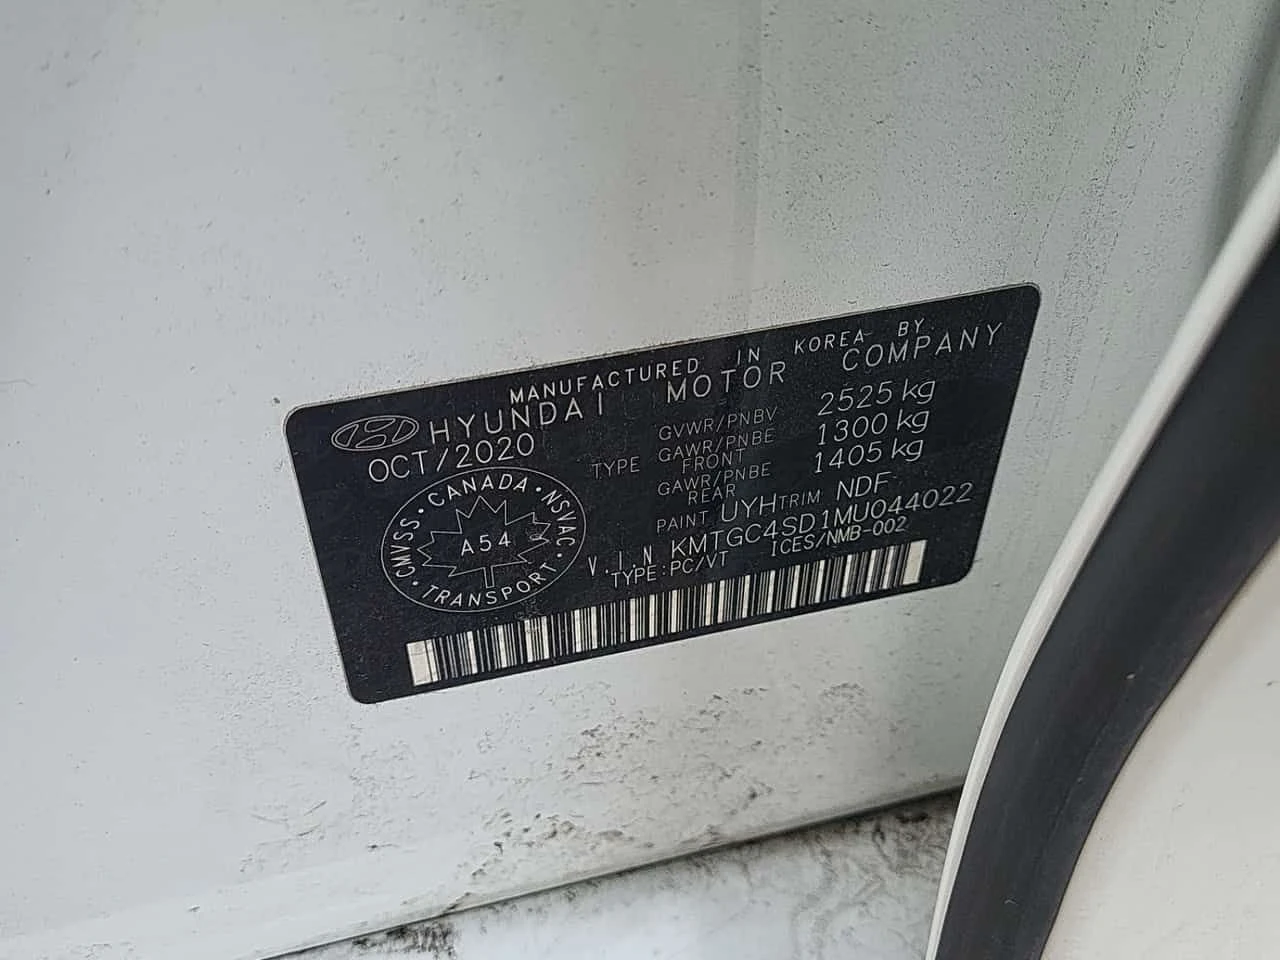 MANUFACTURED IN KOREA BY
HYUNDAI MOTOR COMPANY
OCT/2020
GVWR/PNBV 2525 kg
TYPE GAWR/PNBE FRONT 1300 kg
GAWR/PNBE REAR 1405 kg
PAINT UYH TRIM NDF
V.I.N KMTGC4SD1MU044022
TYPE:PC/VT ICES/NMB-002
CANADA · NSVAC · TRANSPORT · CMVSS ·
A54